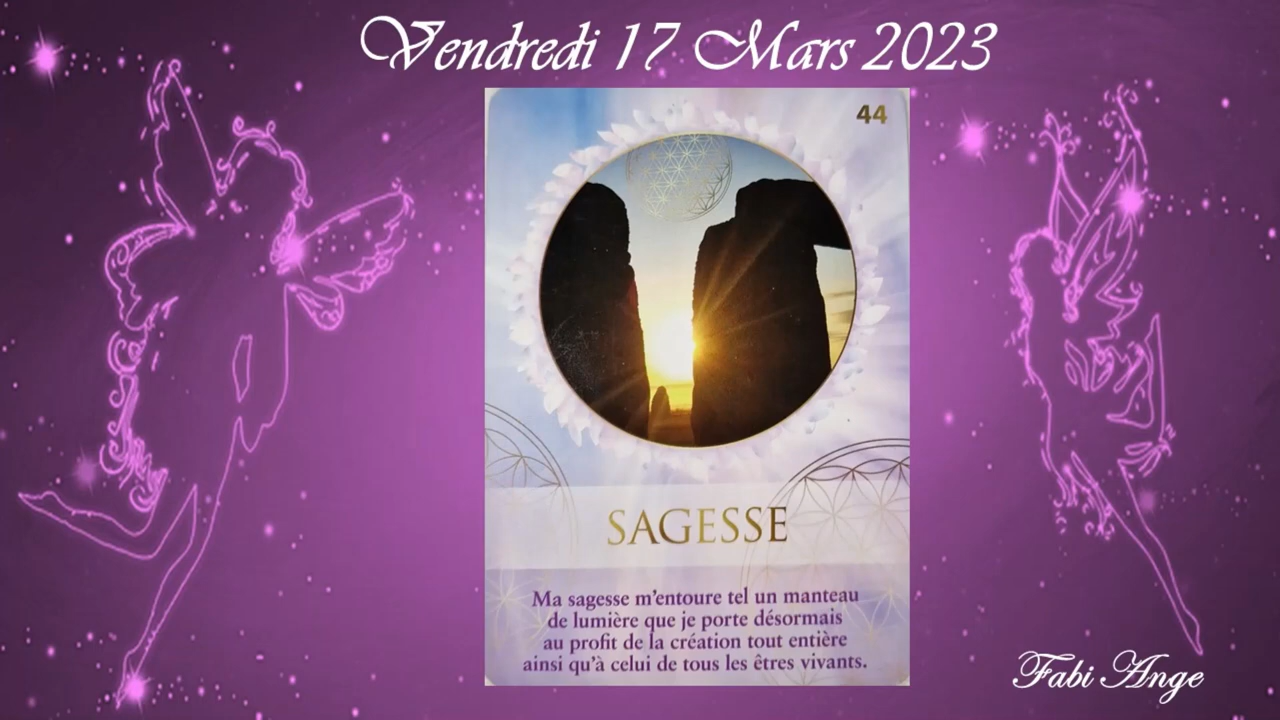 Vendredi 17 Mars 2023
44
SAGESSE
Ma sagesse m'entoure tel un manteau
de lumière que je porte désormais
au profit de la création tout entière
ainsi qu'à celui de tous les êtres vivants.
Fabi Ange